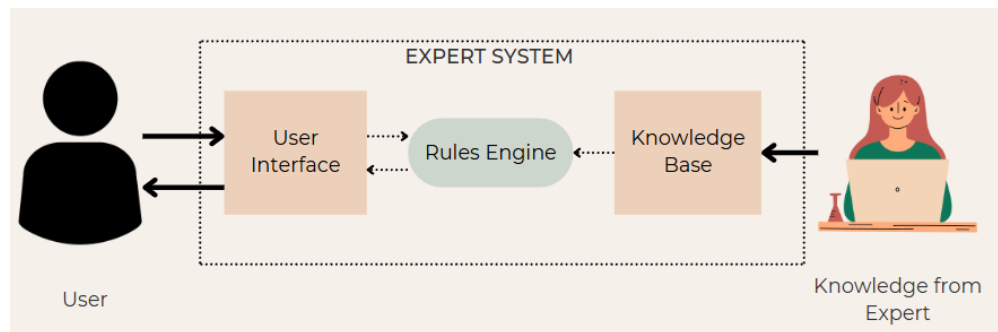 EXPERT SYSTEM
User
Interface
Rules Engine
Knowledge
Base
User
Knowledge from
Expert